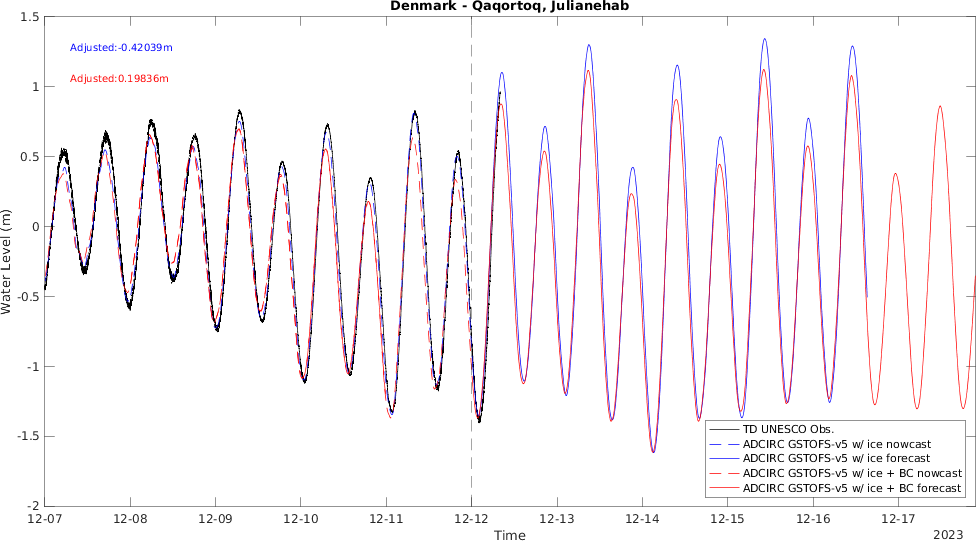 Denmark - Qaqortoq, Julianehab
1.5
Adjusted:-0.42039m
Adjusted:0.19836m
1
0.5
0
-0.5
-1
-1.5
-2
Water Level (m)
TD UNESCO Obs.
ADCIRC GSTOFS-v5 w/ ice nowcast
ADCIRC GSTOFS-v5 w/ ice forecast
ADCIRC GSTOFS-v5 w/ ice + BC nowcast
ADCIRC GSTOFS-v5 w/ ice + BC forecast
12-07 12-08 12-09 12-10 12-11 12-12 12-13 12-14 12-15 12-16 12-17
Time
2023